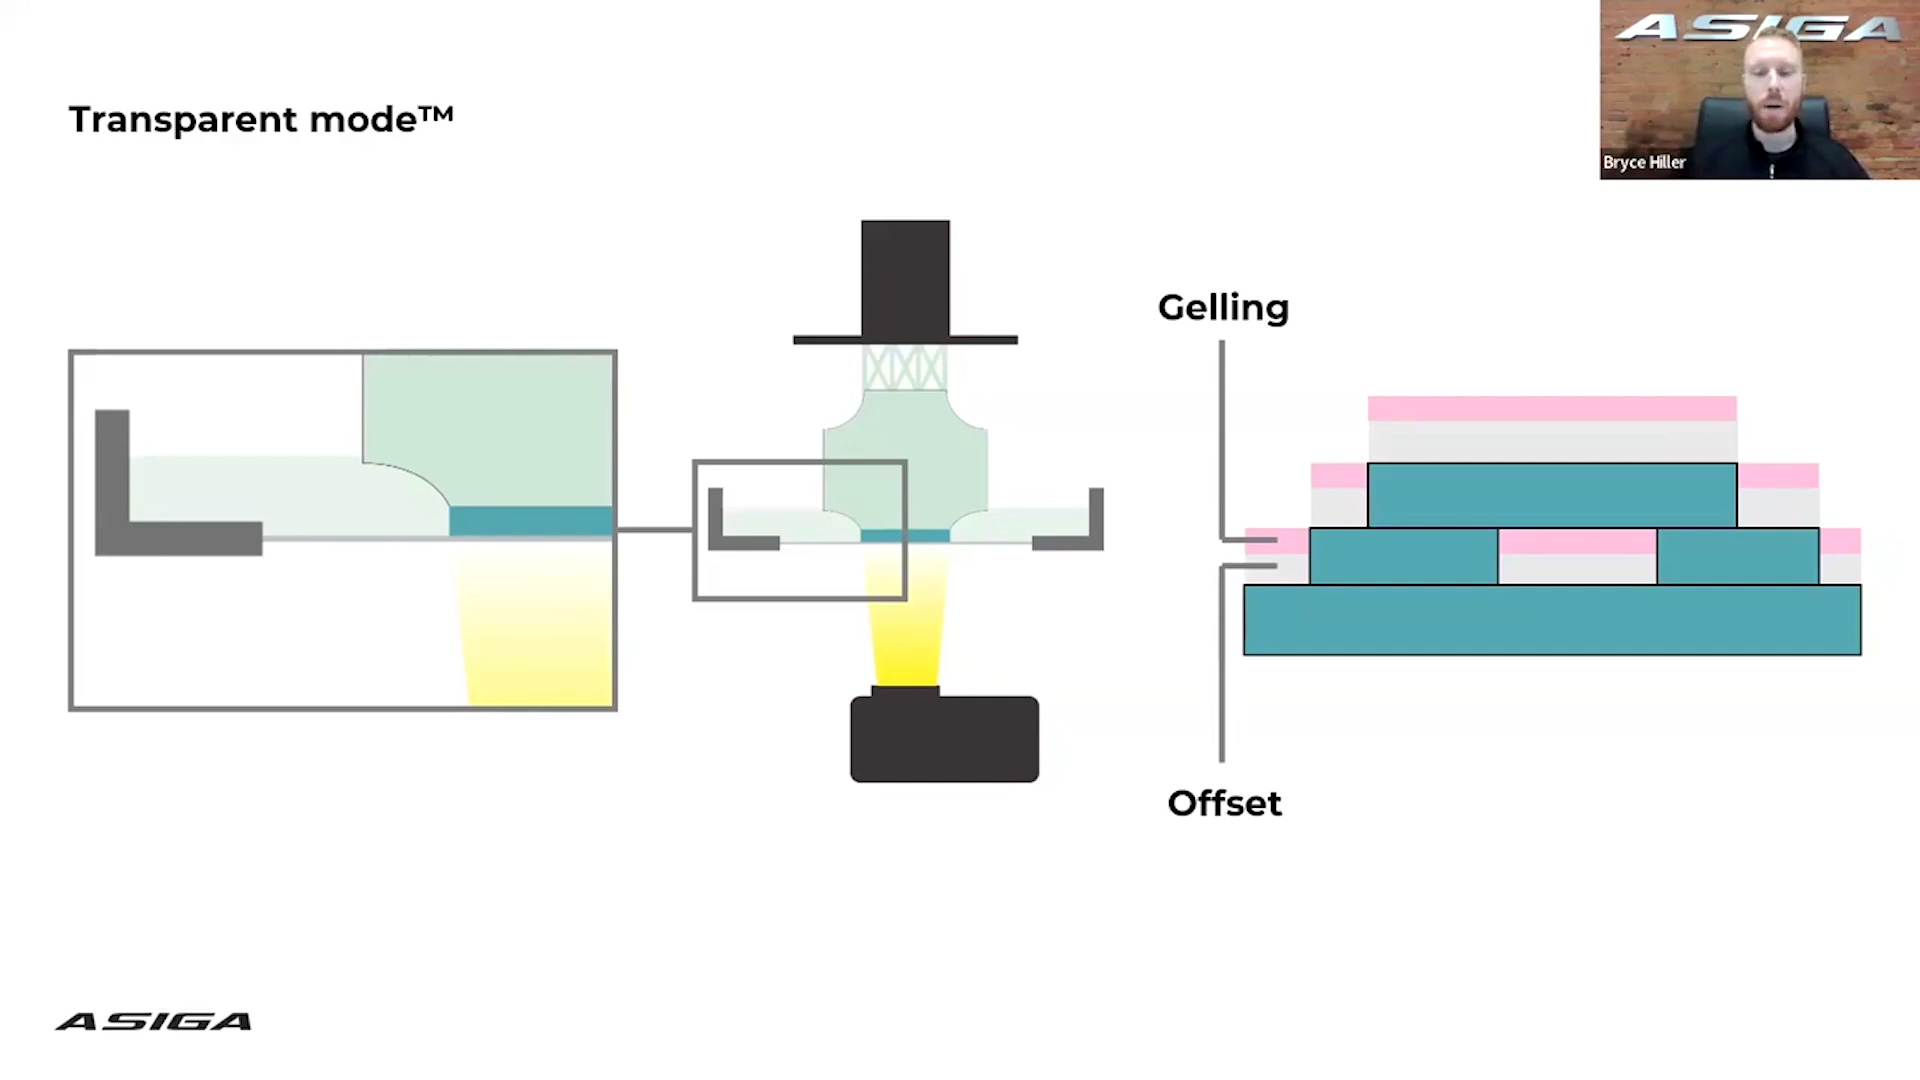 ASIGA
Transparent mode™
Bryce Hiller
Gelling
Offset
ASIGA